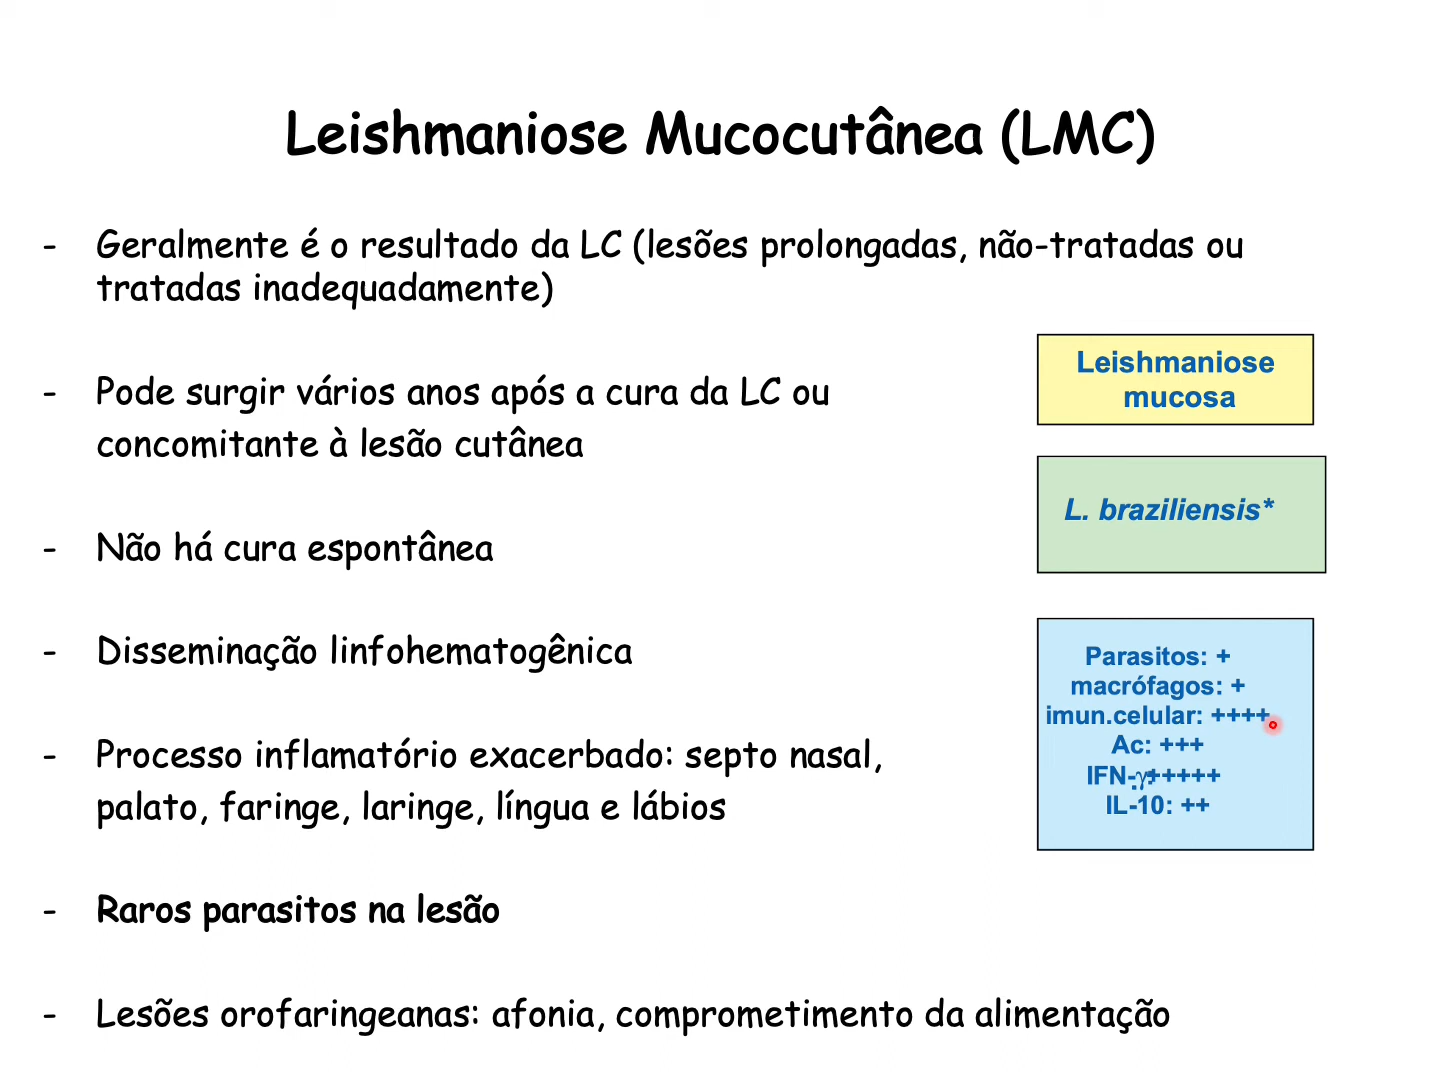 Leishmaniose Mucocutânea (LMC)
- Geralmente é o resultado da LC (lesões prolongadas, não-tratadas ou
tratadas inadequadamente)
- Pode surgir vários anos após a cura da LC ou
concomitante à lesão cutânea
- Não há cura espontânea
- Disseminação linfohematogênica
- Processo inflamatório exacerbado: septo nasal,
palato, faringe, laringe, língua e lábios
- Raros parasitos na lesão
- Lesões orofaringeanas: afonia, comprometimento da alimentação
Leishmaniose
mucosa
L. braziliensis*
Parasitos: +
macrófagos: +
imun.celular: ++++
Ac: +++
IFN-γ:+++++
IL-10: ++